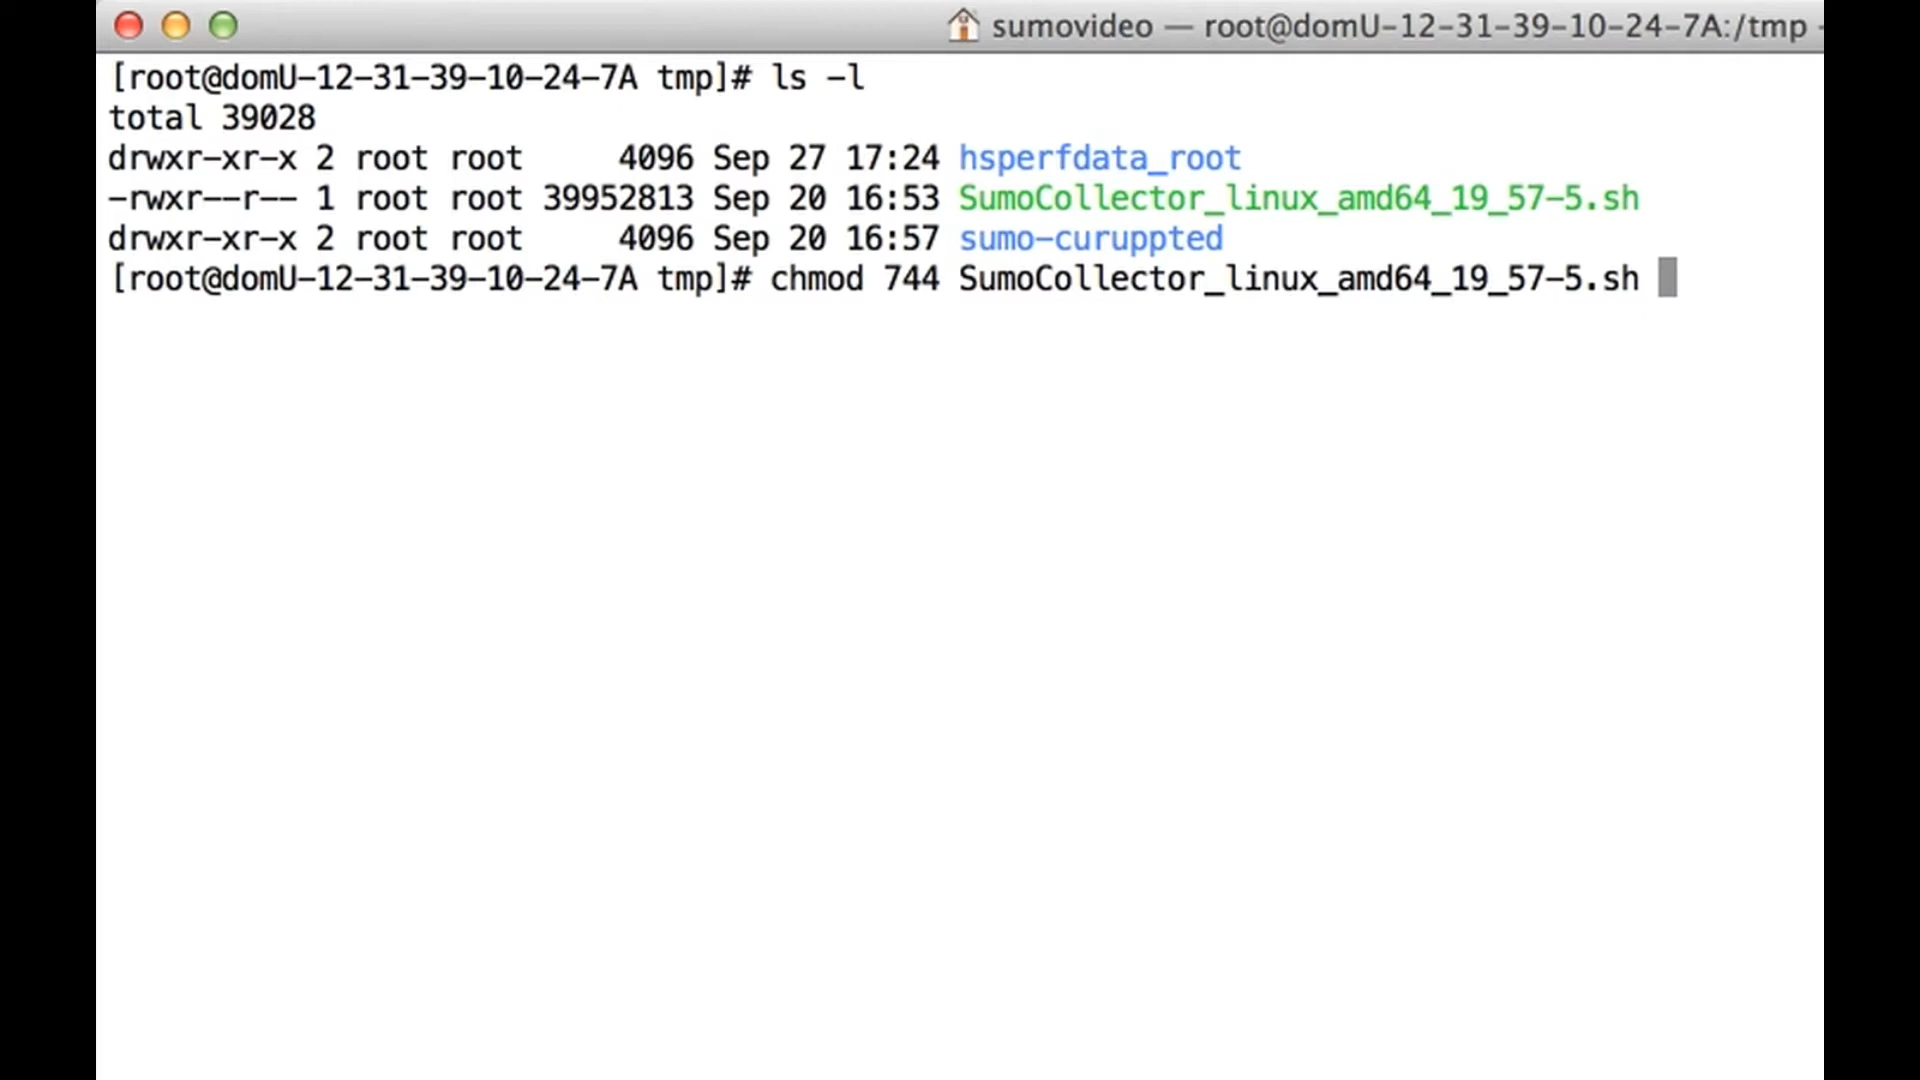 sumovideo — root@domU-12-31-39-10-24-7A:/tmp -
[root@domU-12-31-39-10-24-7A tmp]# ls -l
total 39028
drwxr-xr-x 2 root root     4096 Sep 27 17:24 hsperfdata_root
-rwxr--r-- 1 root root 39952813 Sep 20 16:53 SumoCollector_linux_amd64_19_57-5.sh
drwxr-xr-x 2 root root     4096 Sep 20 16:57 sumo-curuppted
[root@domU-12-31-39-10-24-7A tmp]# chmod 744 SumoCollector_linux_amd64_19_57-5.sh